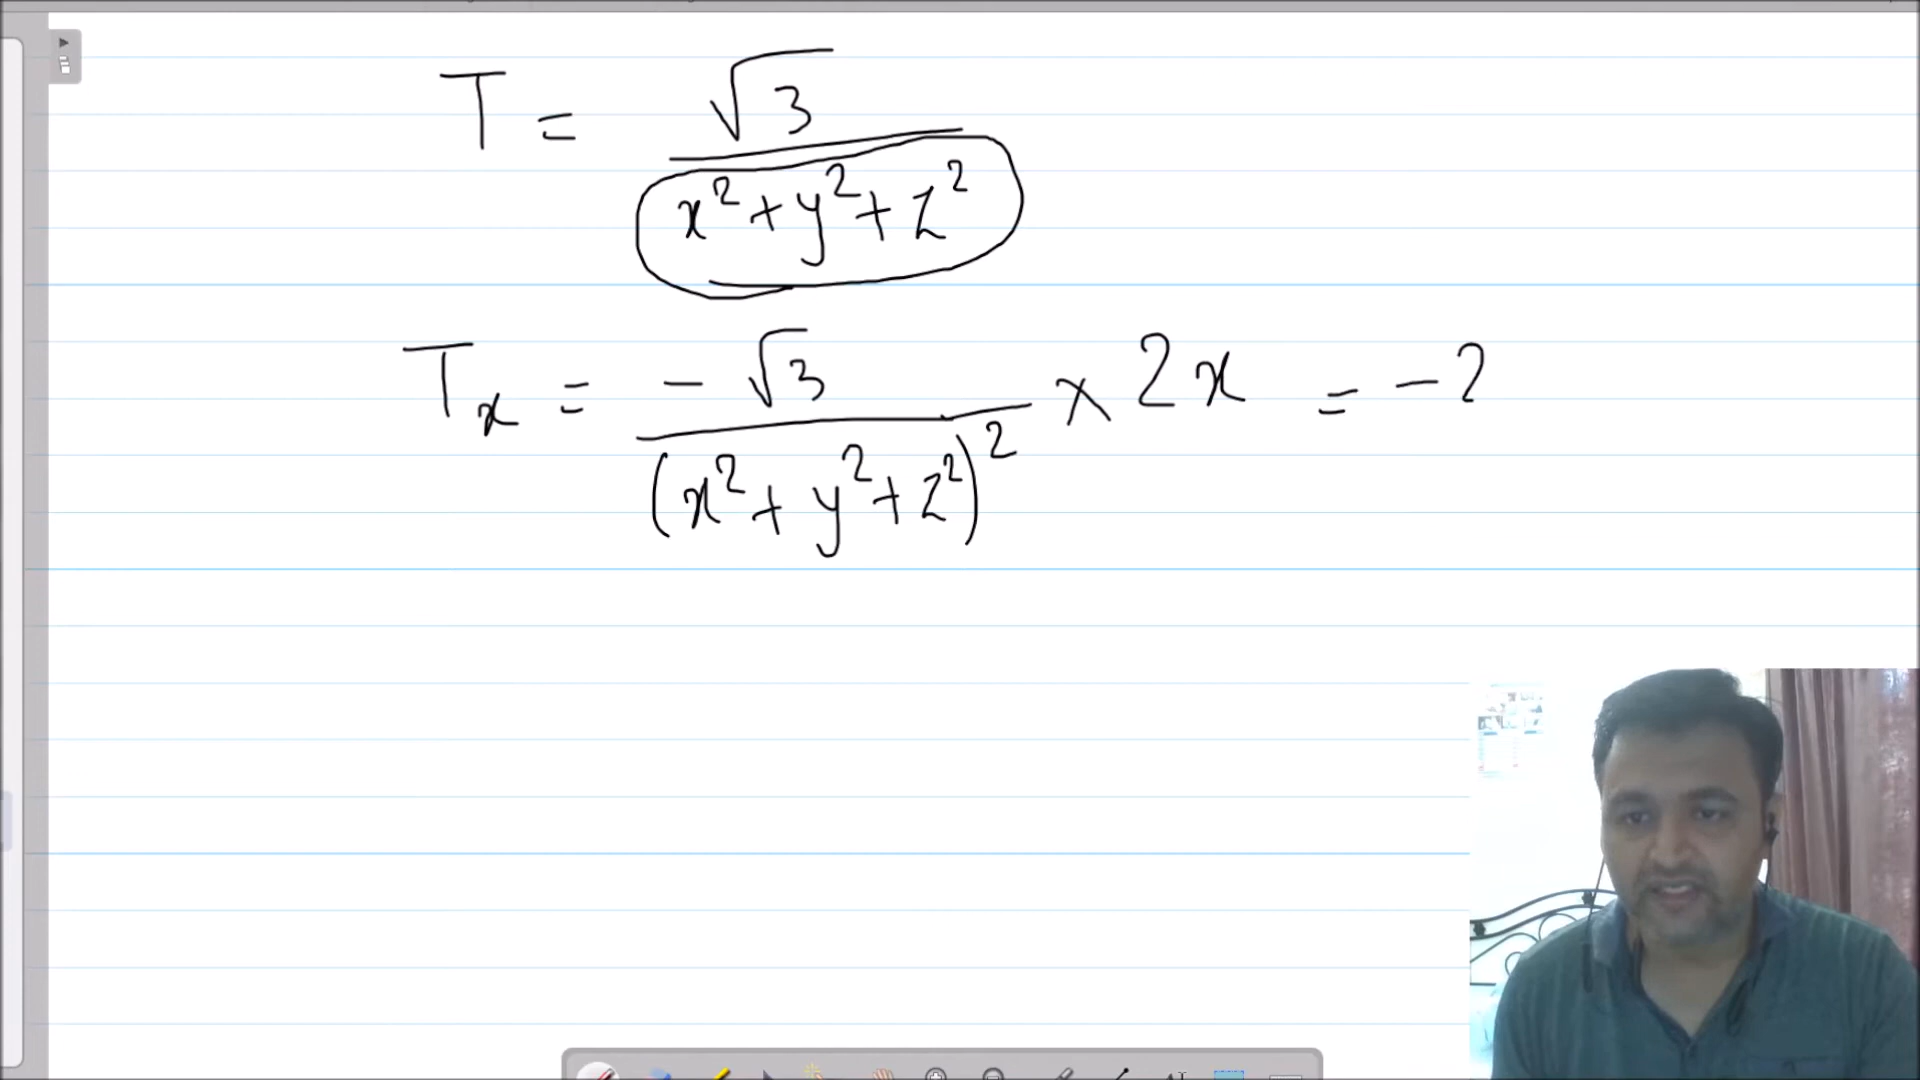 T = √3 / (x² + y² + z²)
Tₓ = -√3 / (x² + y² + z²)² × 2x = -2